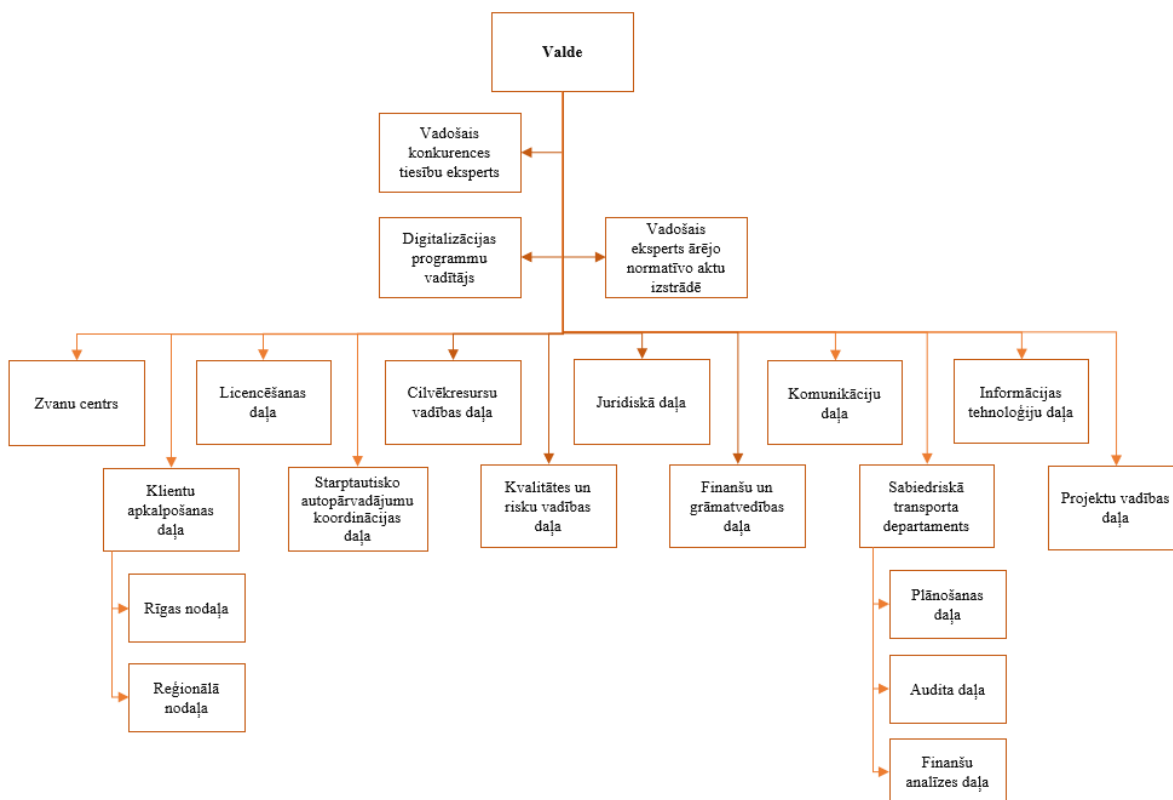 Valde
Vadošais
konkurences
tiesību eksperts
Digitalizācijas
programmu
vadītājs
Vadošais
eksperts ārējo
normatīvo aktu
izstrādē
Zvanu centrs
Licencēšanas
daļa
Cilvēkresursu
vadības daļa
Juridiskā daļa
Komunikāciju
daļa
Informācijas
tehnoloģiju daļa
Klientu
apkalpošanas
daļa
Starptautisko
autopārvadājumu
koordinācijas
daļa
Kvalitātes un
risku vadības
daļa
Finanšu un
grāmatvedības
daļa
Sabiedriskā
transporta
departaments
Projektu vadības
daļa
Rīgas nodaļa
Reģionālā
nodaļa
Plānošanas
daļa
Audita daļa
Finanšu
analīzes daļa